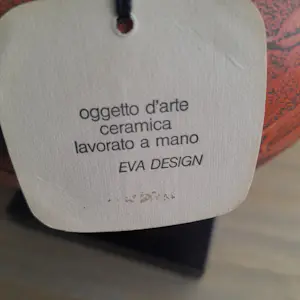 oggetto d'arte
ceramica
lavorato a mano
EVA DESIGN